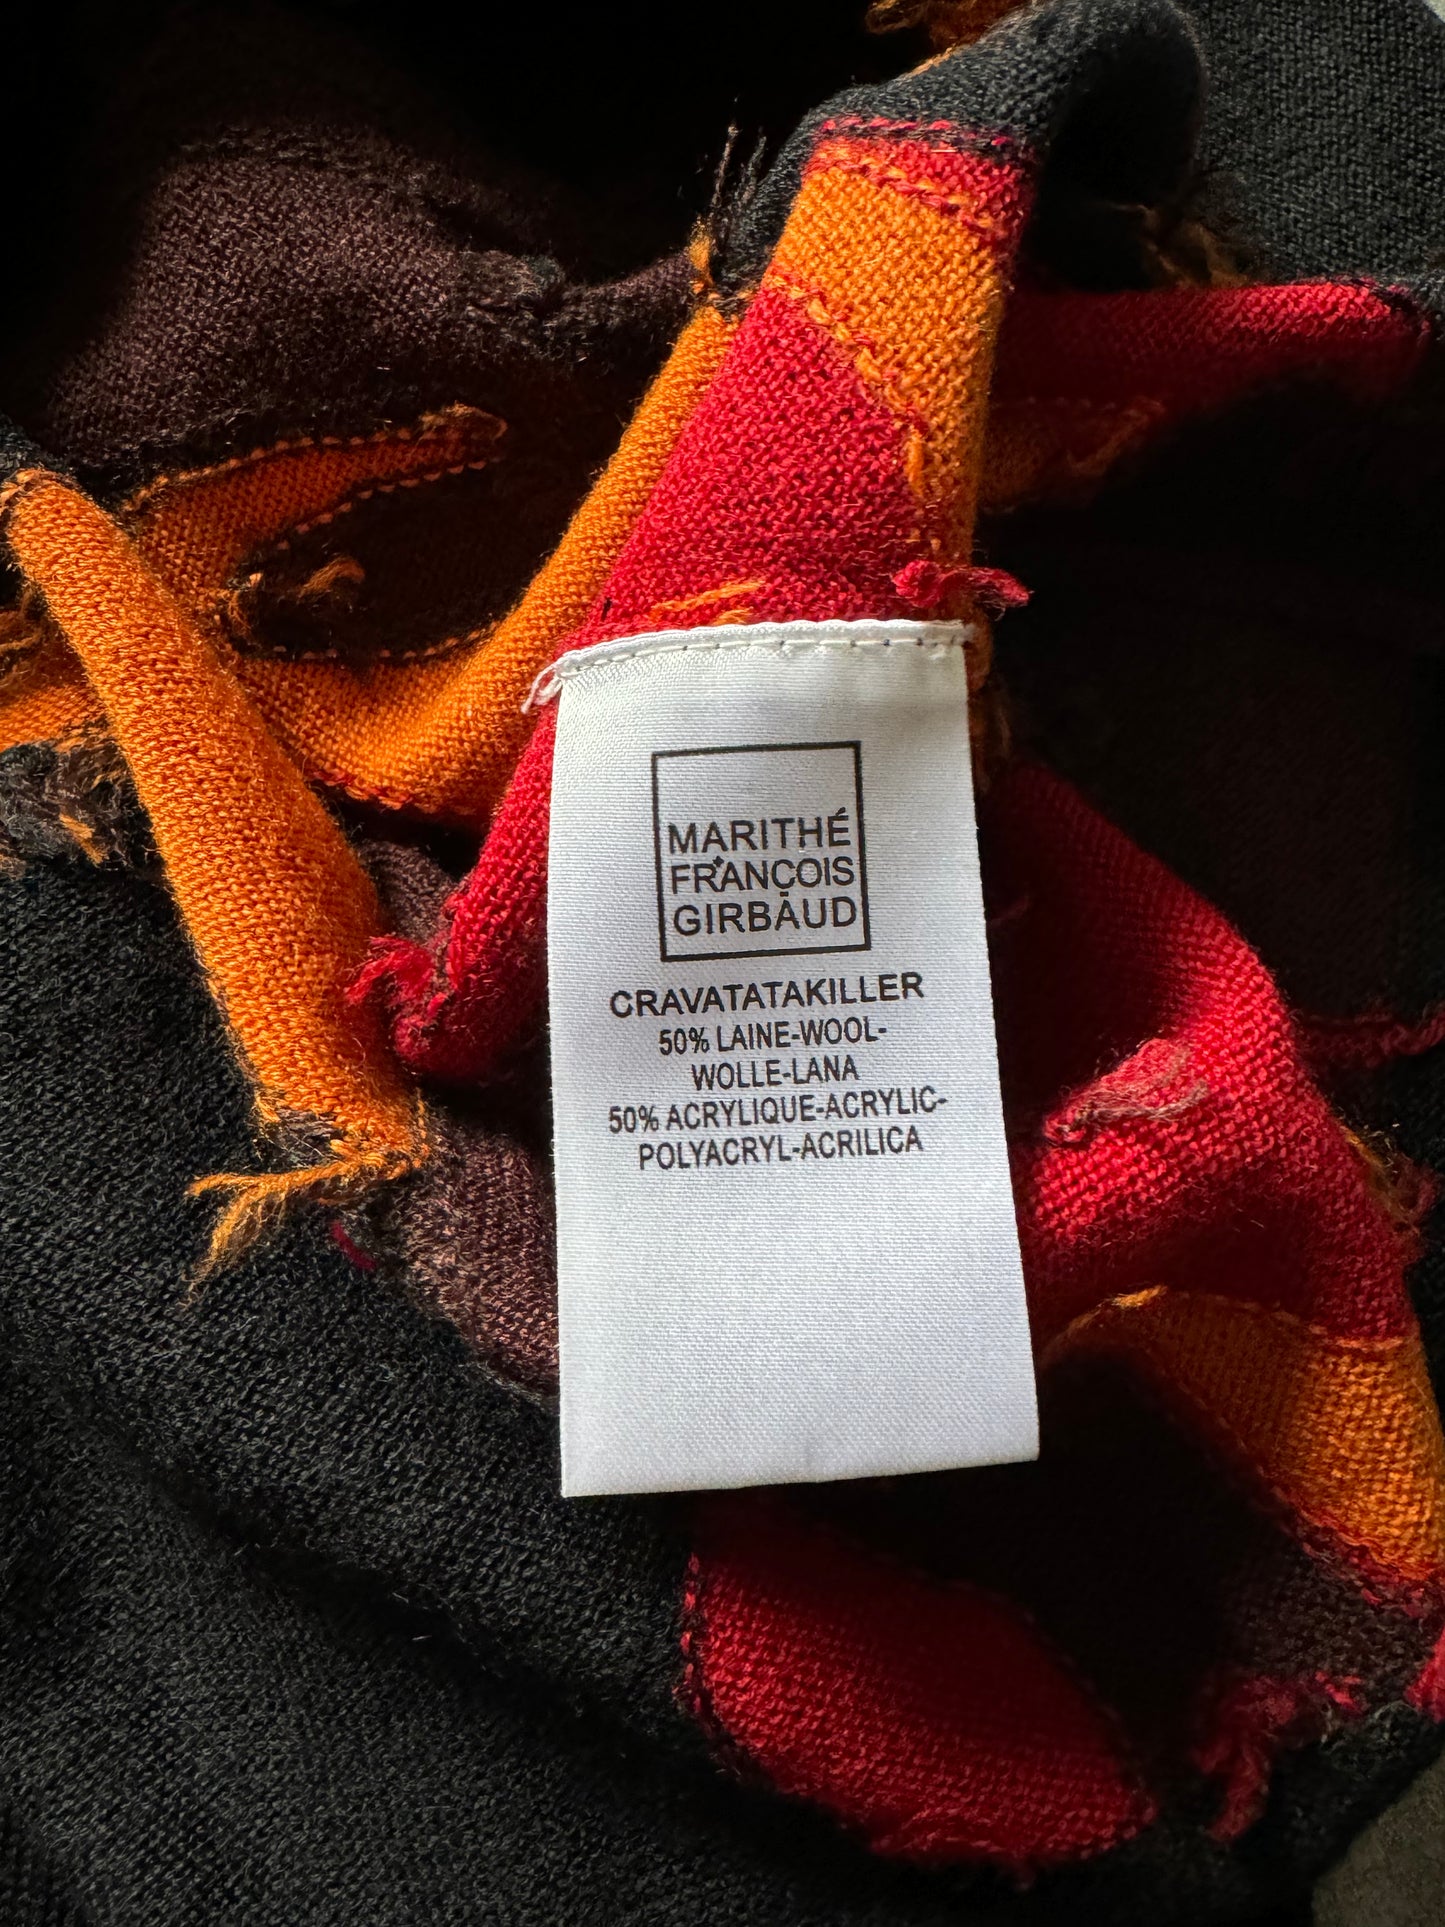 MARITHÉ
FRANÇOIS
GIRBAUD
CRAVATATAKILLER
50% LAINE-WOOL-
WOLLE-LANA
50% ACRYLIQUE-ACRYLIC-
POLYACRYL-ACRILICA